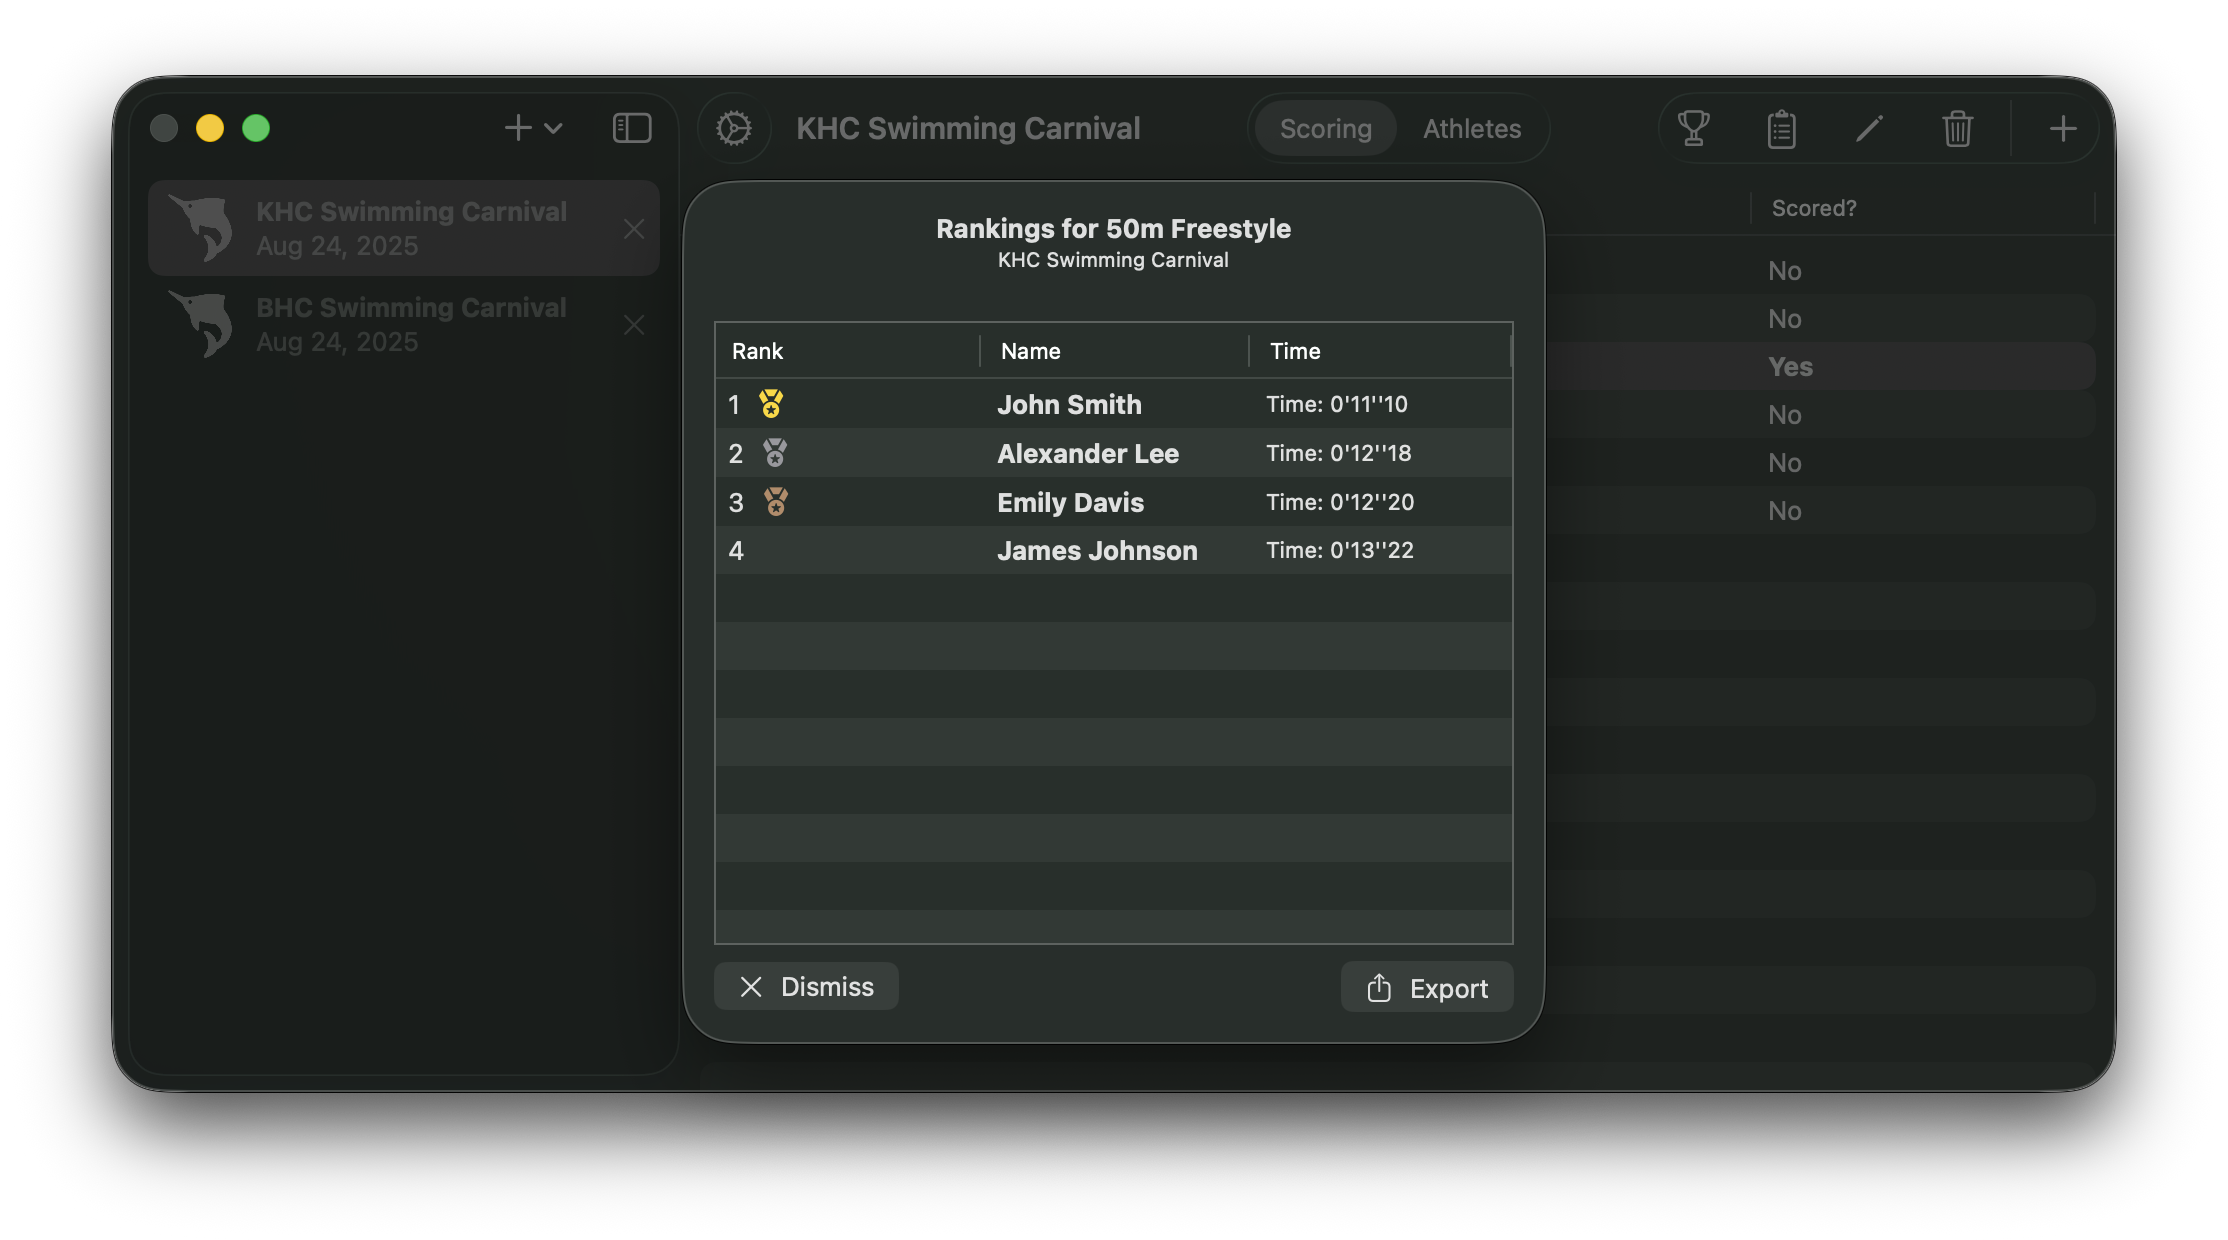 KHC Swimming Carnival
Aug 24, 2025
BHC Swimming Carnival
Aug 24, 2025
KHC Swimming Carnival
Scoring
Athletes
Scored?
No
No
Yes
No
No
No
Rankings for 50m Freestyle
KHC Swimming Carnival
Rank Name Time
1 John Smith Time: 0'11''10
2 Alexander Lee Time: 0'12''18
3 Emily Davis Time: 0'12''20
4 James Johnson Time: 0'13''22
Dismiss
Export